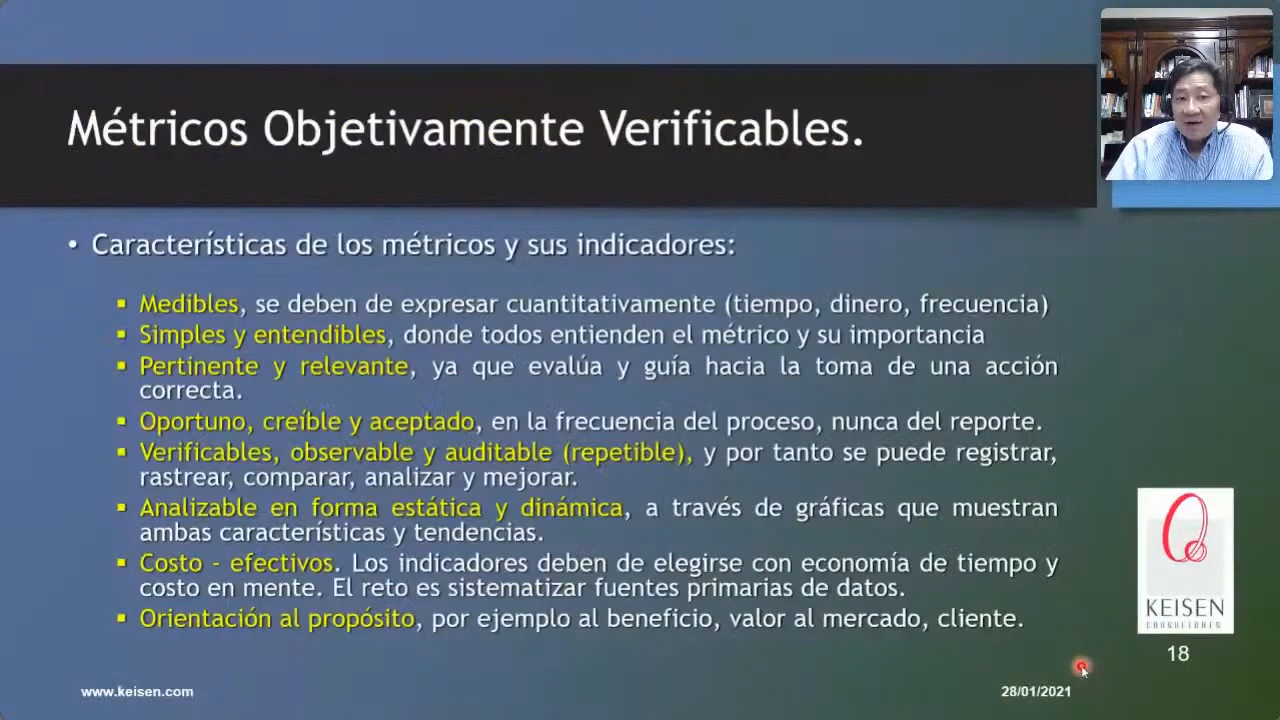 Métricos Objetivamente Verificables.
• Características de los métricos y sus indicadores:
▪ Medibles, se deben de expresar cuantitativamente (tiempo, dinero, frecuencia)
▪ Simples y entendibles, donde todos entienden el métrico y su importancia
▪ Pertinente y relevante, ya que evalúa y guía hacia la toma de una acción
correcta.
▪ Oportuno, creíble y aceptado, en la frecuencia del proceso, nunca del reporte.
▪ Verificables, observable y auditable (repetible), y por tanto se puede registrar,
rastrear, comparar, analizar y mejorar.
▪ Analizable en forma estática y dinámica, a través de gráficas que muestran
ambas características y tendencias.
▪ Costo - efectivos. Los indicadores deben de elegirse con economía de tiempo y
costo en mente. El reto es sistematizar fuentes primarias de datos.
▪ Orientación al propósito, por ejemplo al beneficio, valor al mercado, cliente.
KEISEN
CONSULTORES
18
www.keisen.com
28/01/2021